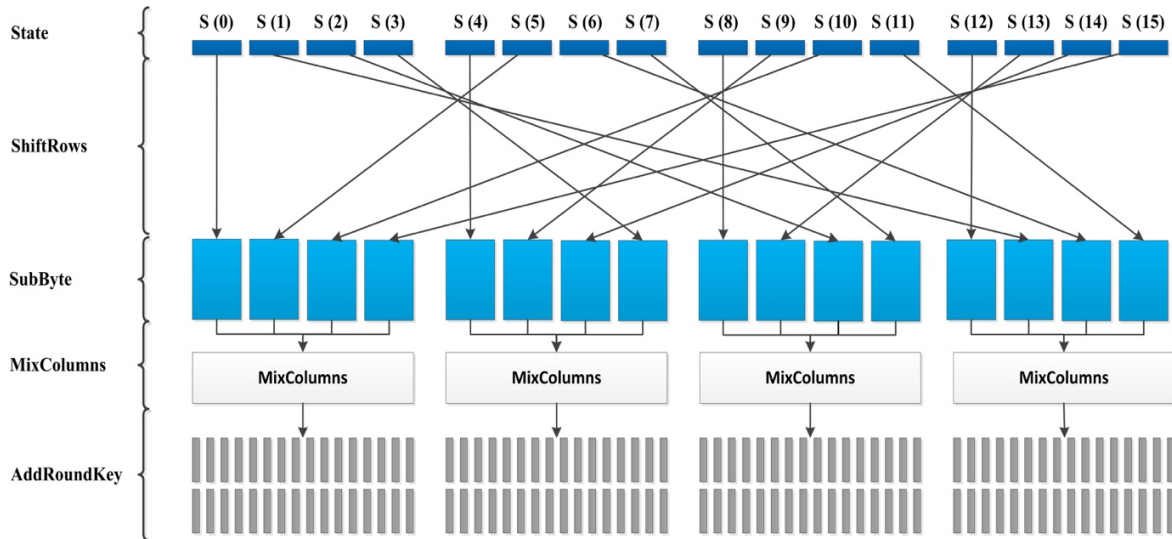 State
S (0) S (1) S (2) S (3) S (4) S (5) S (6) S (7) S (8) S (9) S (10) S (11) S (12) S (13) S (14) S (15)
ShiftRows
SubByte
MixColumns
MixColumns MixColumns MixColumns MixColumns
AddRoundKey